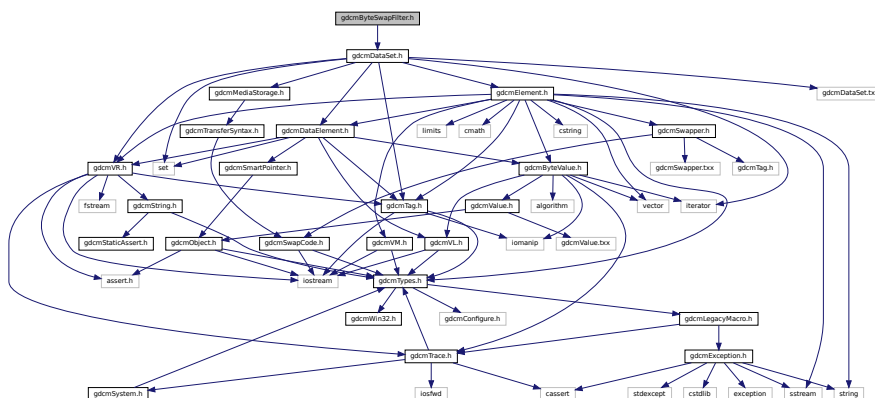 gdcmByteSwapFilter.h
gdcmDataSet.h
gdcmMediaStorage.h
gdcmElement.h
gdcmDataSet.tx
gdcmTransferSyntax.h
gdcmDataElement.h
limits
cmath
cstring
gdcmSwapper.h
gdcmVR.h
set
gdcmSmartPointer.h
gdcmByteValue.h
gdcmSwapper.txx
gdcmTag.h
fstream
gdcmString.h
gdcmTag.h
gdcmValue.h
algorithm
vector
iterator
gdcmStaticAssert.h
gdcmObject.h
gdcmSwapCode.h
gdcmVM.h
gdcmVL.h
iomanip
gdcmValue.txx
assert.h
iostream
gdcmTypes.h
gdcmWin32.h
gdcmConfigure.h
gdcmLegacyMacro.h
gdcmTrace.h
gdcmException.h
gdcmSystem.h
iosfwd
cassert
stdexcept
cstdlib
exception
sstream
string